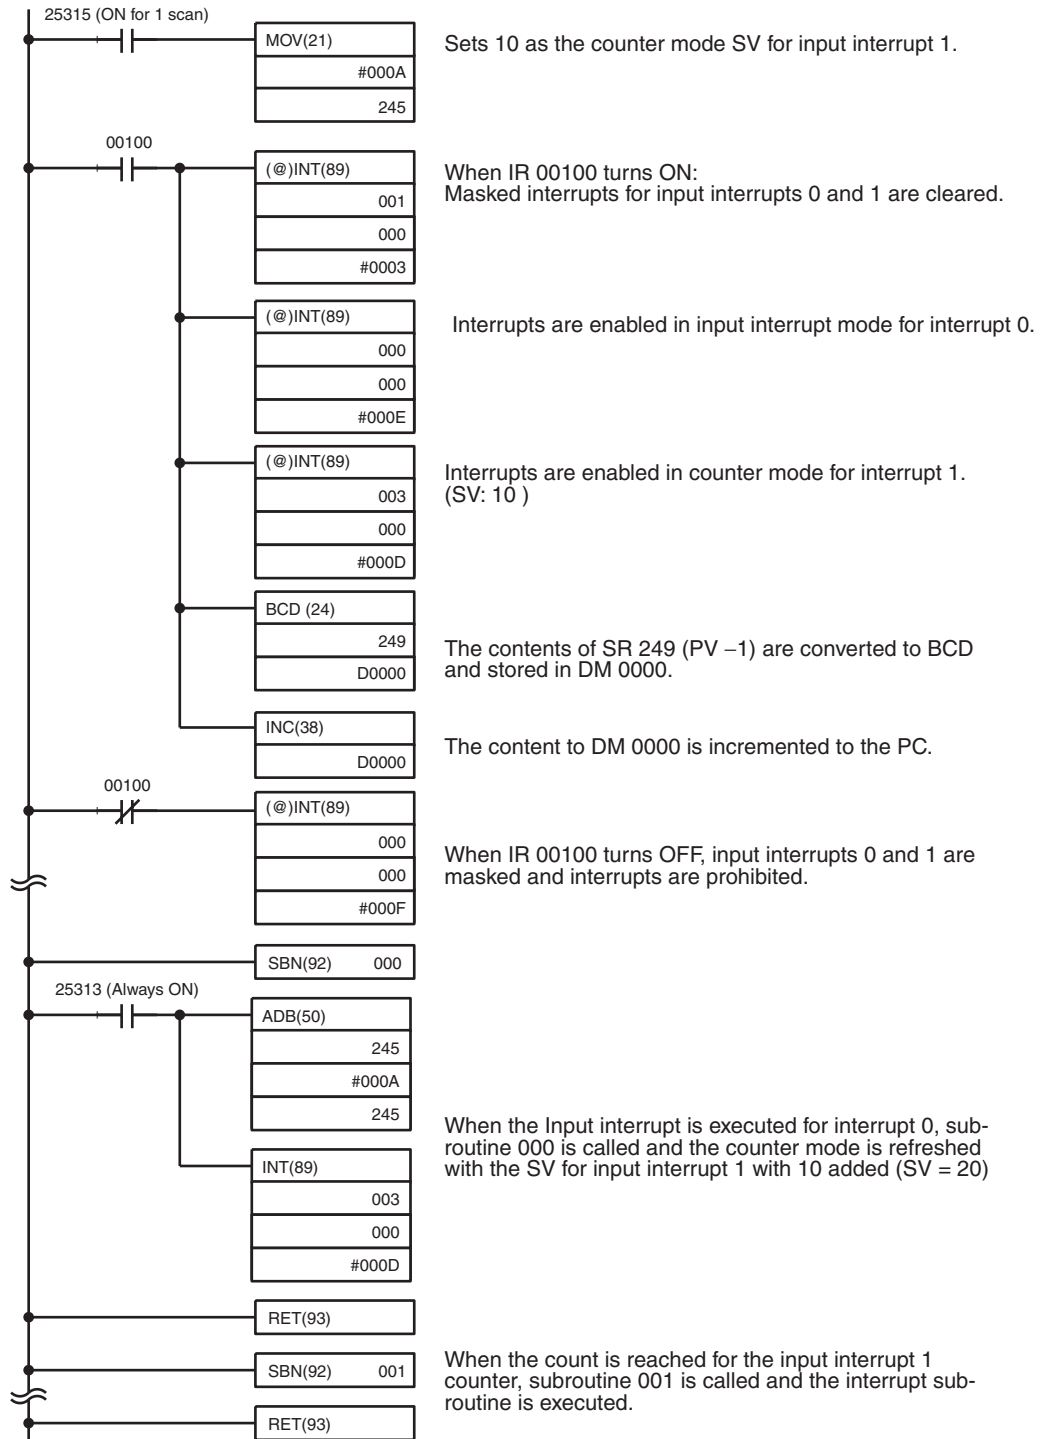 25315 (ON for 1 scan)
MOV(21)
#000A
245
Sets 10 as the counter mode SV for input interrupt 1.
00100
(@)INT(89)
001
000
#0003
When IR 00100 turns ON:
Masked interrupts for input interrupts 0 and 1 are cleared.
(@)INT(89)
000
000
#000E
Interrupts are enabled in input interrupt mode for interrupt 0.
(@)INT(89)
003
000
#000D
Interrupts are enabled in counter mode for interrupt 1.
(SV: 10 )
BCD (24)
249
D0000
The contents of SR 249 (PV −1) are converted to BCD
and stored in DM 0000.
INC(38)
D0000
The content to DM 0000 is incremented to the PC.
00100
(@)INT(89)
000
000
#000F
When IR 00100 turns OFF, input interrupts 0 and 1 are
masked and interrupts are prohibited.
SBN(92) 000
25313 (Always ON)
ADB(50)
245
#000A
245
INT(89)
003
000
#000D
When the Input interrupt is executed for interrupt 0, sub-
routine 000 is called and the counter mode is refreshed
with the SV for input interrupt 1 with 10 added (SV = 20)
RET(93)
SBN(92) 001
When the count is reached for the input interrupt 1
counter, subroutine 001 is called and the interrupt sub-
routine is executed.
RET(93)